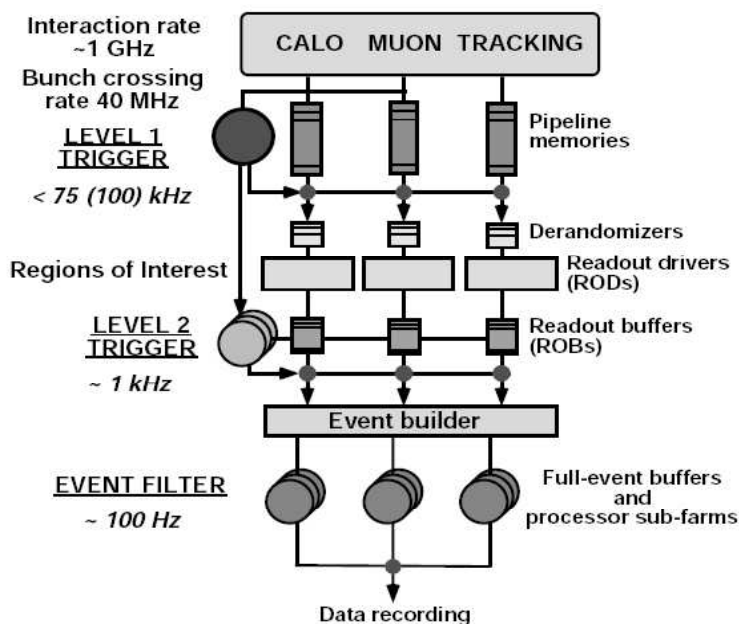 Interaction rate
~1 GHz
CALO MUON TRACKING
Bunch crossing
rate 40 MHz
LEVEL 1
TRIGGER
< 75 (100) kHz
Pipeline
memories
Derandomizers
Regions of Interest
Readout drivers
(RODs)
LEVEL 2
TRIGGER
~ 1 kHz
Readout buffers
(ROBs)
Event builder
EVENT FILTER
~ 100 Hz
Full-event buffers
and
processor sub-farms
Data recording